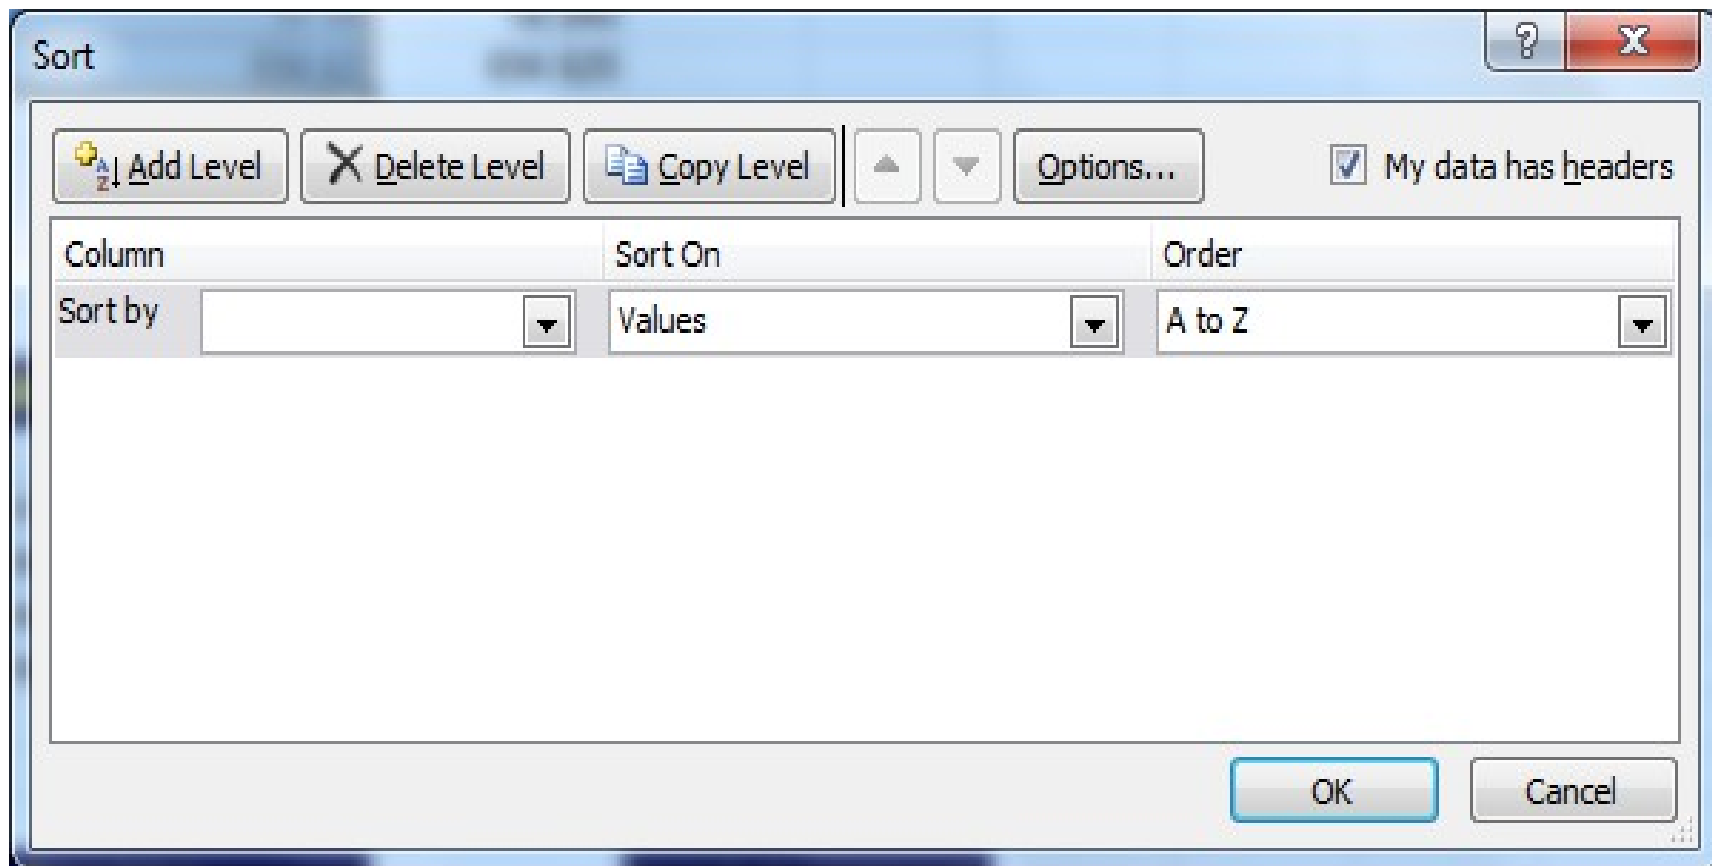 Sort
Add Level Delete Level Copy Level Options... My data has headers
Column Sort On Order
Sort by Values A to Z
OK Cancel